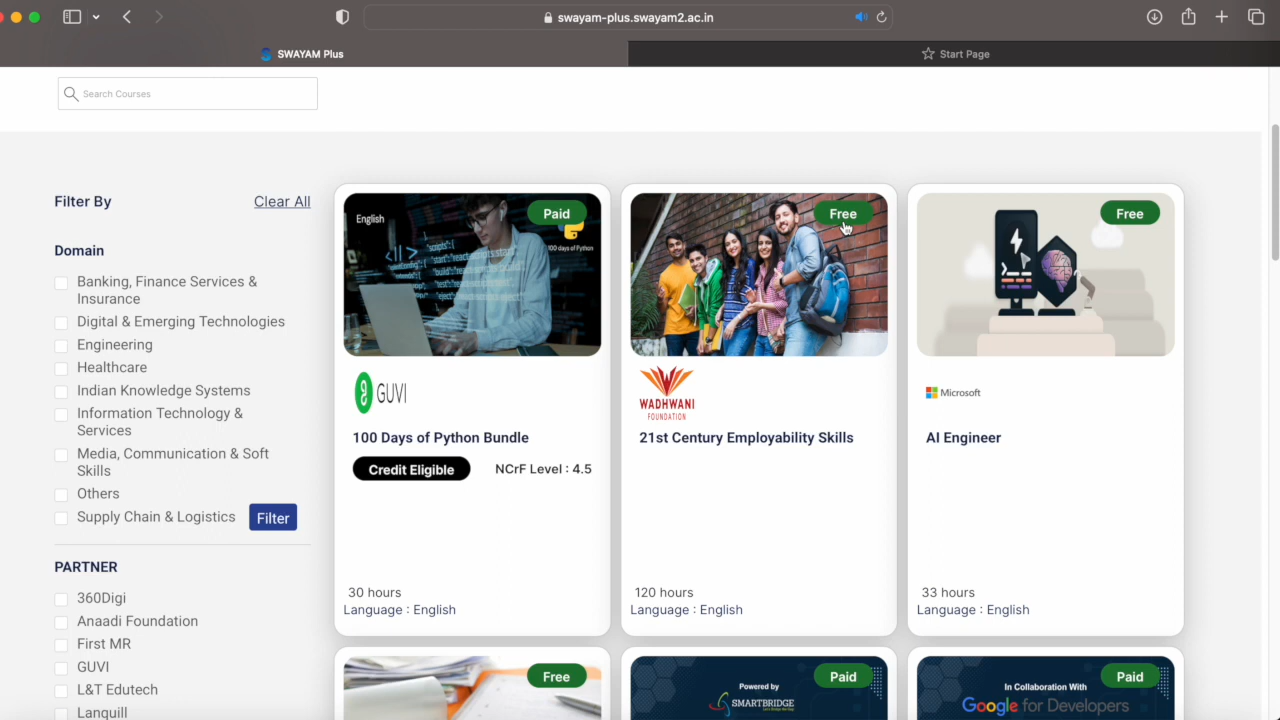 swayam-plus.swayam2.ac.in
SWAYAM Plus
Start Page
Search Courses
Filter By
Clear All
Domain
Banking, Finance Services &
Insurance
Digital & Emerging Technologies
Engineering
Healthcare
Indian Knowledge Systems
Information Technology &
Services
Media, Communication & Soft
Skills
Others
Supply Chain & Logistics
Filter
PARTNER
360Digi
Anaadi Foundation
First MR
GUVI
L&T Edutech
Languill
English
Paid
100 days of Python
GUVI
100 Days of Python Bundle
Credit Eligible
NCrF Level : 4.5
30 hours
Language : English
Free
WADHWANI
FOUNDATION
21st Century Employability Skills
120 hours
Language : English
Free
Microsoft
AI Engineer
33 hours
Language : English
Free
Paid
Powered by
SMARTBRIDGE
Paid
In Collaboration With
Google for Developers